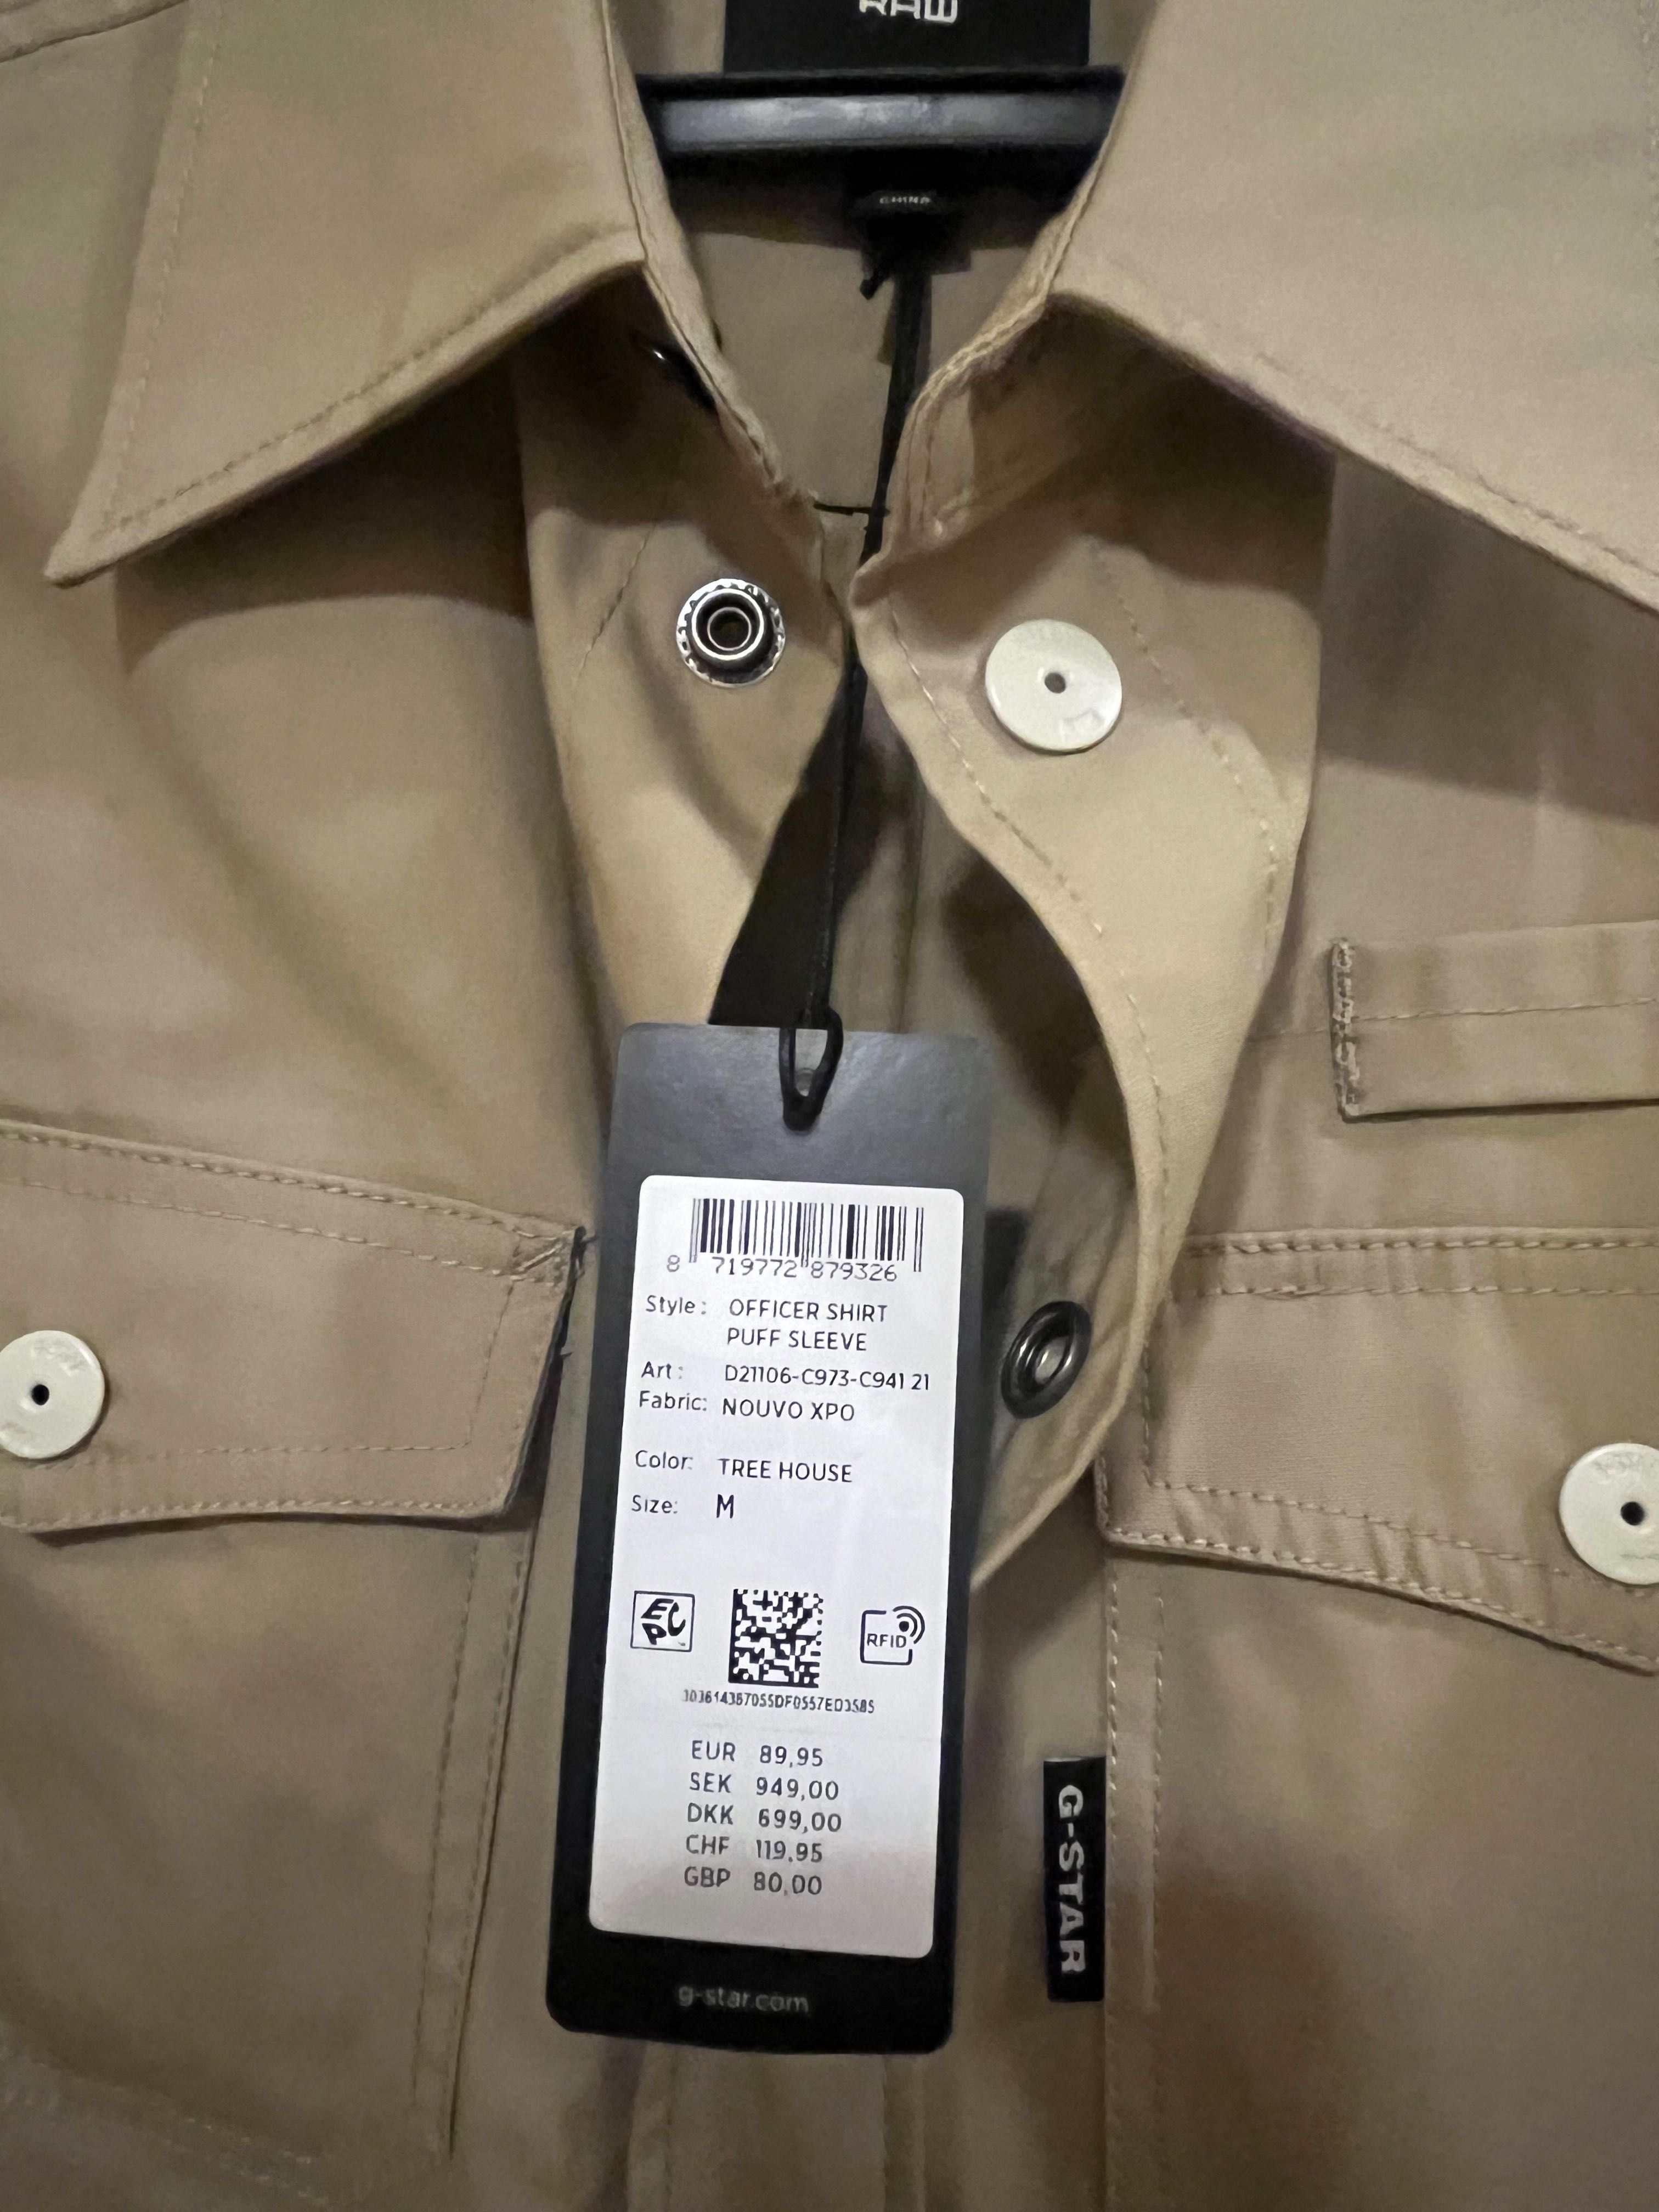 RAW
CHINA
8 719772 879326
Style: OFFICER SHIRT
PUFF SLEEVE
Art: D21106-C973-C941 21
Fabric: NOUVO XPO
Color: TREE HOUSE
Size: M
EPC
RFID
EUR 89,95
SEK 949,00
DKK 699,00
CHF 119,95
GBP 80,00
G-STAR
g-star.com